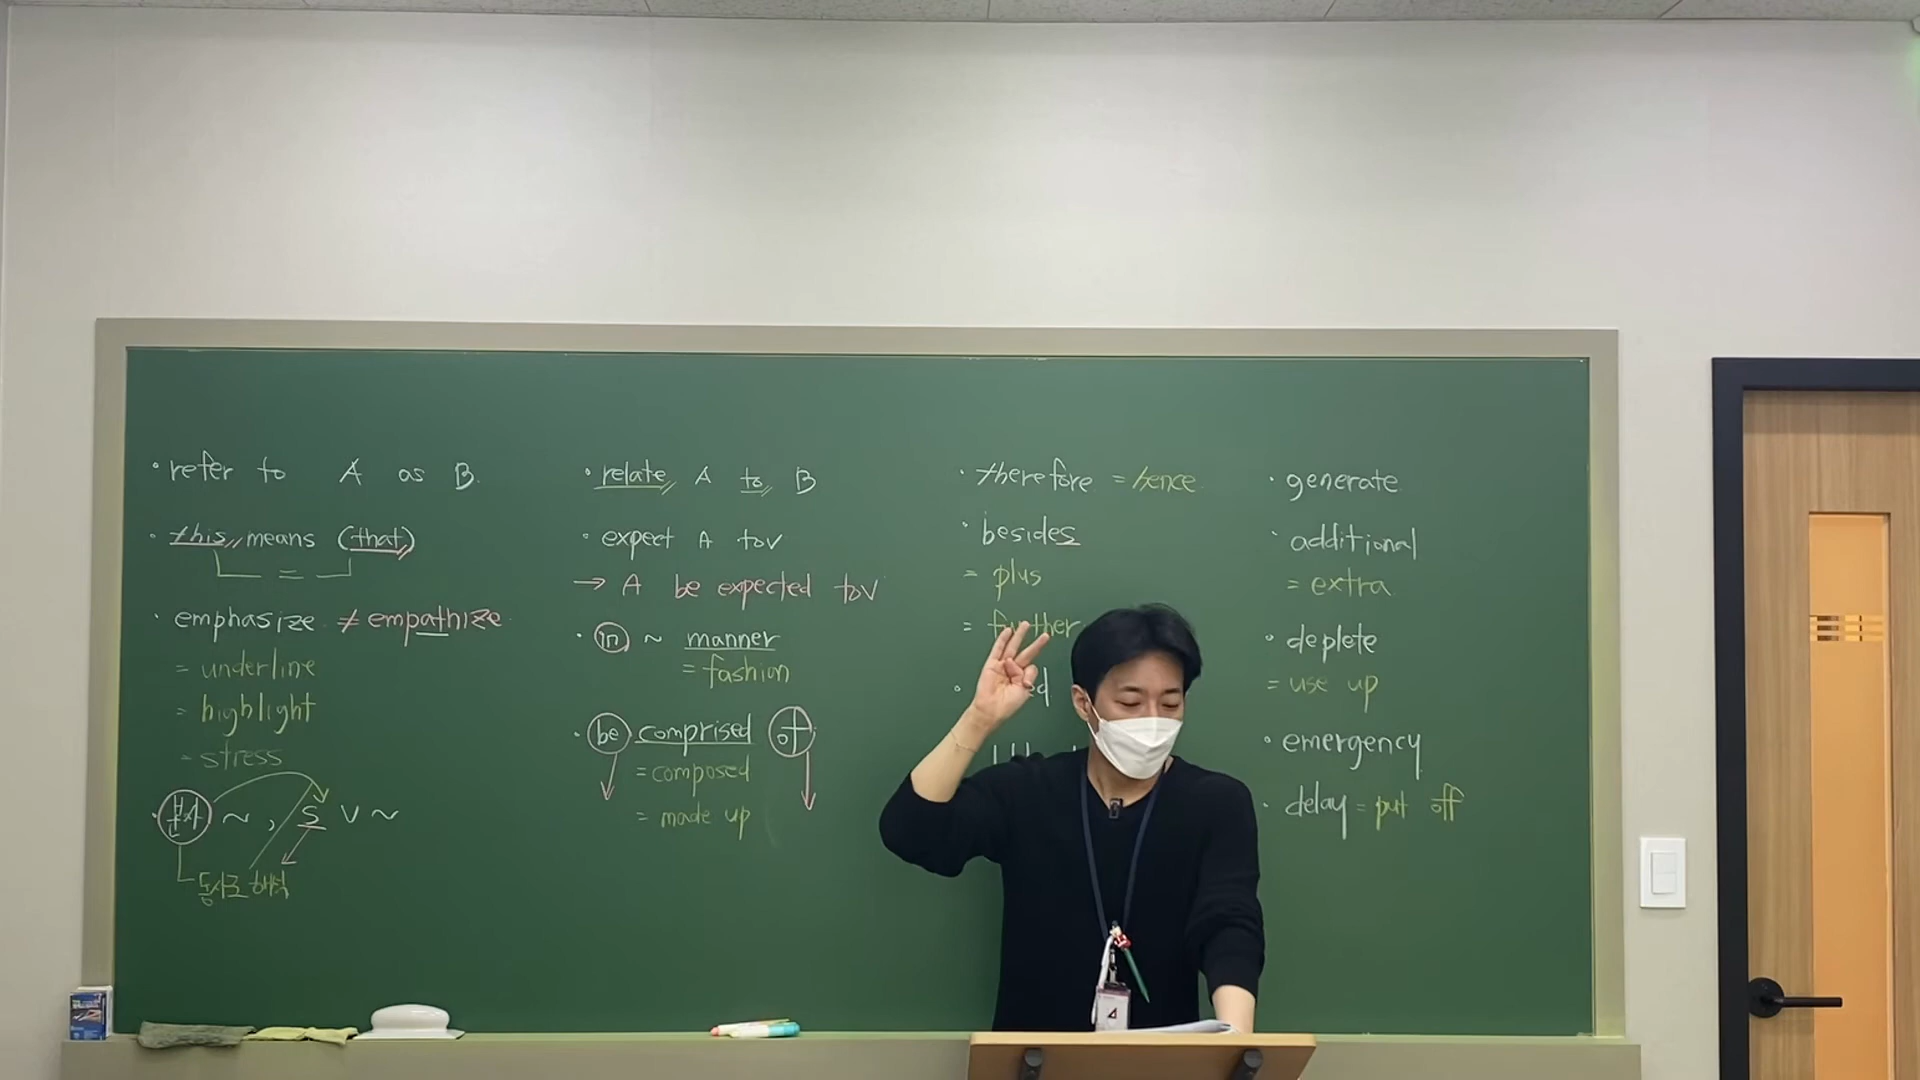 · refer to A as B.
· this means (that)
=
· emphasize ≠ empathize
= underline
= highlight
= stress
· 분사 ~ , S V ~
동사로 해석
· relate A to B
· expect A to V
→ A be expected to V
· in ~ manner
= fashion
· be comprised of
= composed
= made up
· therefore = hence
· besides
= plus
= further
· generate
· additional
= extra
· deplete
= use up
· emergency
· delay = put off